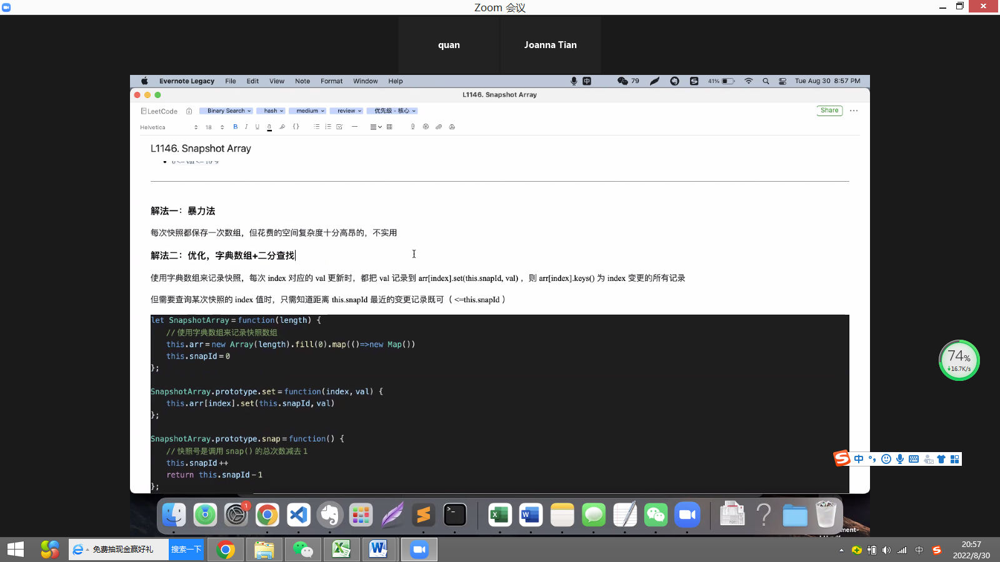 Zoom 会议
quan
Joanna Tian
Evernote Legacy File Edit View Note Format Window Help
79
41%
Tue Aug 30 8:57 PM
L1146. Snapshot Array
LeetCode
Binary Search
hash
medium
review
优先级 - 核心
Share
Helvetica
18
L1146. Snapshot Array
0 <= val <= 10^9
解法一：暴力法
每次快照都保存一次数组，但花费的空间复杂度十分高昂的，不实用
解法二：优化，字典数组+二分查找
使用字典数组来记录快照，每次 index 对应的 val 更新时，都把 val 记录到 arr[index].set(this.snapId, val) ，则 arr[index].keys() 为 index 变更的所有记录
但需要查询某次快照的 index 值时，只需知道距离 this.snapId 最近的变更记录既可（ <=this.snapId ）
let SnapshotArray = function(length) {
// 使用字典数组来记录快照数组
this.arr = new Array(length).fill(0).map(()=>new Map())
this.snapId = 0
};
SnapshotArray.prototype.set = function(index, val) {
this.arr[index].set(this.snapId, val)
};
SnapshotArray.prototype.snap = function() {
// 快照号是调用 snap() 的总次数减去 1
this.snapId ++
return this.snapId - 1
};
74%
16.7K/s
中
1
ment-
免费抽现金赢好礼
搜索一下
中
20:57
2022/8/30